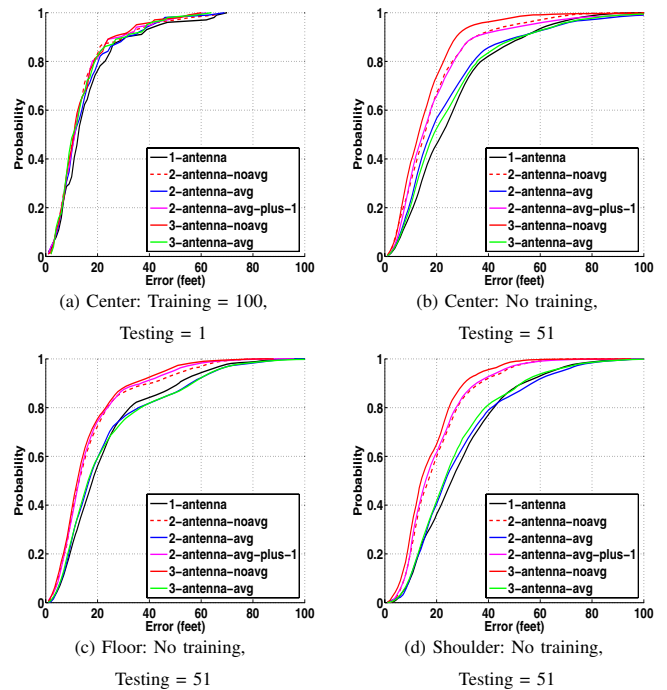 1
0.8
0.6
0.4
0.2
0
Probability
0 20 40 60 80 100
Error (feet)
1-antenna
2-antenna-noavg
2-antenna-avg
2-antenna-avg-plus-1
3-antenna-noavg
3-antenna-avg
(a) Center: Training = 100,
Testing = 1
1
0.8
0.6
0.4
0.2
0
Probability
0 20 40 60 80 100
Error (feet)
1-antenna
2-antenna-noavg
2-antenna-avg
2-antenna-avg-plus-1
3-antenna-noavg
3-antenna-avg
(b) Center: No training,
Testing = 51
1
0.8
0.6
0.4
0.2
0
Probability
0 20 40 60 80 100
Error (feet)
1-antenna
2-antenna-noavg
2-antenna-avg
2-antenna-avg-plus-1
3-antenna-noavg
3-antenna-avg
(c) Floor: No training,
Testing = 51
1
0.8
0.6
0.4
0.2
0
Probability
0 20 40 60 80 100
Error (feet)
1-antenna
2-antenna-noavg
2-antenna-avg
2-antenna-avg-plus-1
3-antenna-noavg
3-antenna-avg
(d) Shoulder: No training,
Testing = 51